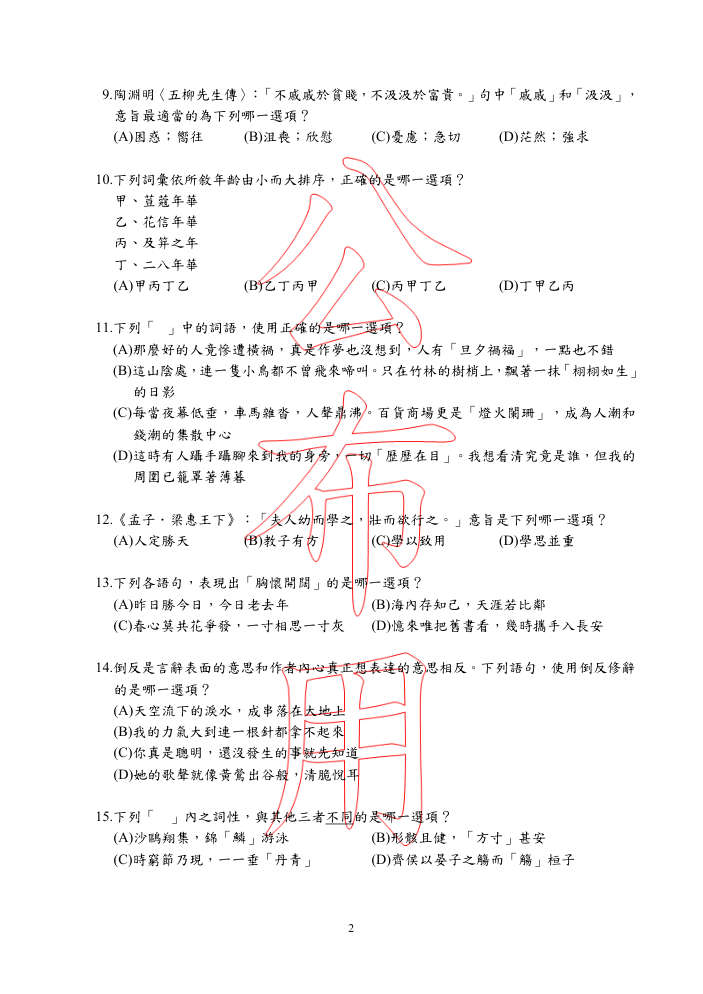 9.陶淵明〈五柳先生傳〉：「不戚戚於貧賤，不汲汲於富貴。」句中「戚戚」和「汲汲」，
意旨最適當的為下列哪一選項？
(A)困惑；嚮往 (B)沮喪；欣慰 (C)憂慮；急切 (D)茫然；強求
10.下列詞彙依所敘年齡由小而大排序，正確的是哪一選項？
甲、荳蔻年華
乙、花信年華
丙、及笄之年
丁、二八年華
(A)甲丙丁乙 (B)乙丁丙甲 (C)丙甲丁乙 (D)丁甲乙丙
11.下列「　」中的詞語，使用正確的是哪一選項？
(A)那麼好的人竟慘遭橫禍，真是作夢也沒想到，人有「旦夕禍福」，一點也不錯
(B)這山陰處，連一隻小鳥都不曾飛來啼叫。只在竹林的樹梢上，飄著一抹「栩栩如生」
的日影
(C)每當夜幕低垂，車馬雜沓，人聲鼎沸。百貨商場更是「燈火闌珊」，成為人潮和
錢潮的集散中心
(D)這時有人躡手躡腳來到我的身旁，一切「歷歷在目」。我想看清究竟是誰，但我的
周圍已籠罩著薄幕
12.《孟子．梁惠王下》：「夫人幼而學之，壯而欲行之。」意旨是下列哪一選項？
(A)人定勝天 (B)教子有方 (C)學以致用 (D)學思並重
13.下列各語句，表現出「胸懷開闊」的是哪一選項？
(A)昨日勝今日，今日老去年 (B)海內存知己，天涯若比鄰
(C)春心莫共花爭發，一寸相思一寸灰 (D)憶來唯把舊書看，幾時攜手入長安
14.倒反是言辭表面的意思和作者內心真正想表達的意思相反。下列語句，使用倒反修辭
的是哪一選項？
(A)天空流下的淚水，成串落在大地上
(B)我的力氣大到連一根針都拿不起來
(C)你真是聰明，還沒發生的事就先知道
(D)她的歌聲就像黃鶯出谷般，清脆悅耳
15.下列「　」內之詞性，與其他三者不同的是哪一選項？
(A)沙鷗翔集，錦「鱗」游泳 (B)形骸且健，「方寸」甚安
(C)時窮節乃現，一一垂「丹青」 (D)齊侯以晏子之觴而「觴」桓子
公布用
2